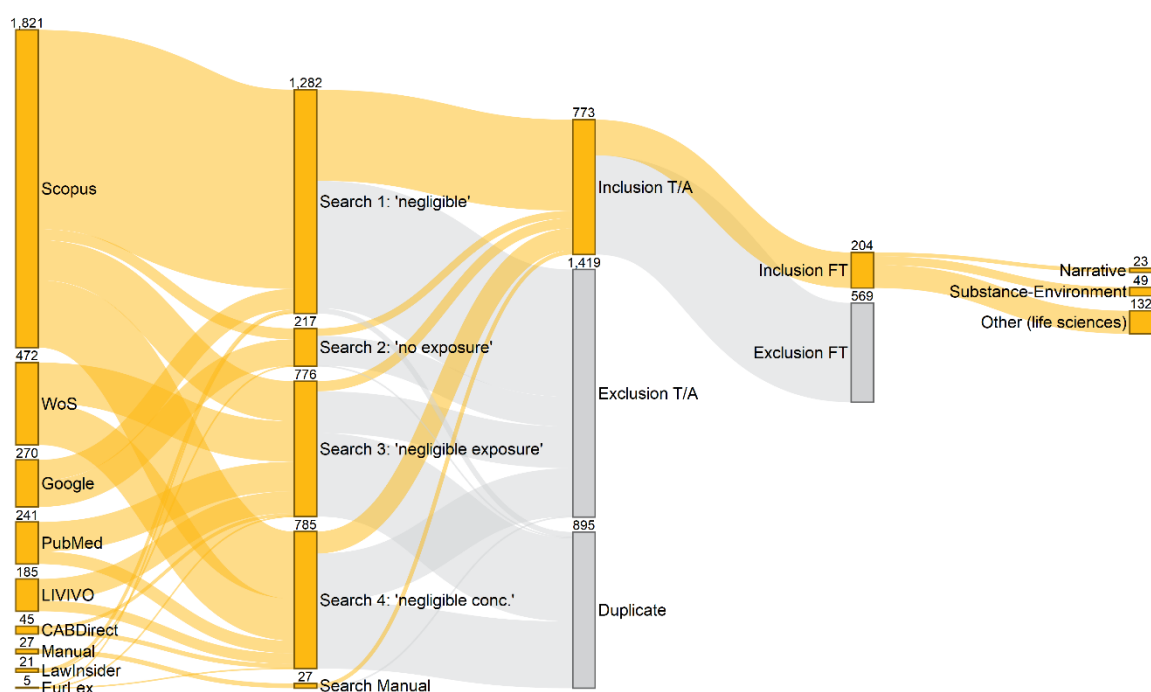 1,821
Scopus
472
WoS
270
Google
241
PubMed
185
LIVIVO
45
CABDirect
27
Manual
21
LawInsider
5
EurLex
1,282
Search 1: 'negligible'
217
Search 2: 'no exposure'
776
Search 3: 'negligible exposure'
785
Search 4: 'negligible conc.'
27
Search Manual
773
Inclusion T/A
1,419
Exclusion T/A
895
Duplicate
204
Inclusion FT
569
Exclusion FT
23
Narrative
49
Substance-Environment
132
Other (life sciences)